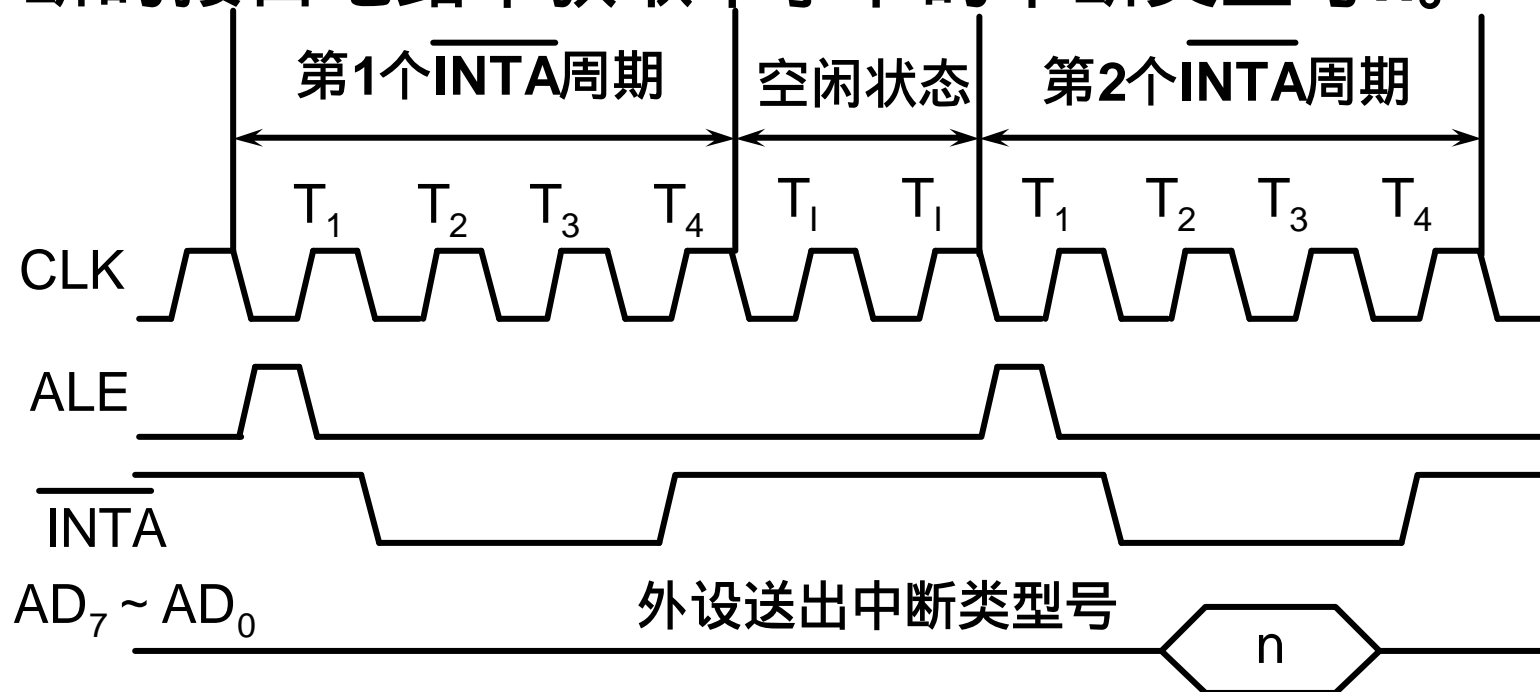 第1个INTA周期 空闲状态 第2个INTA周期
T1 T2 T3 T4 TI TI T1 T2 T3 T4
CLK
ALE
INTA
AD7 ~ AD0 外设送出中断类型号
n